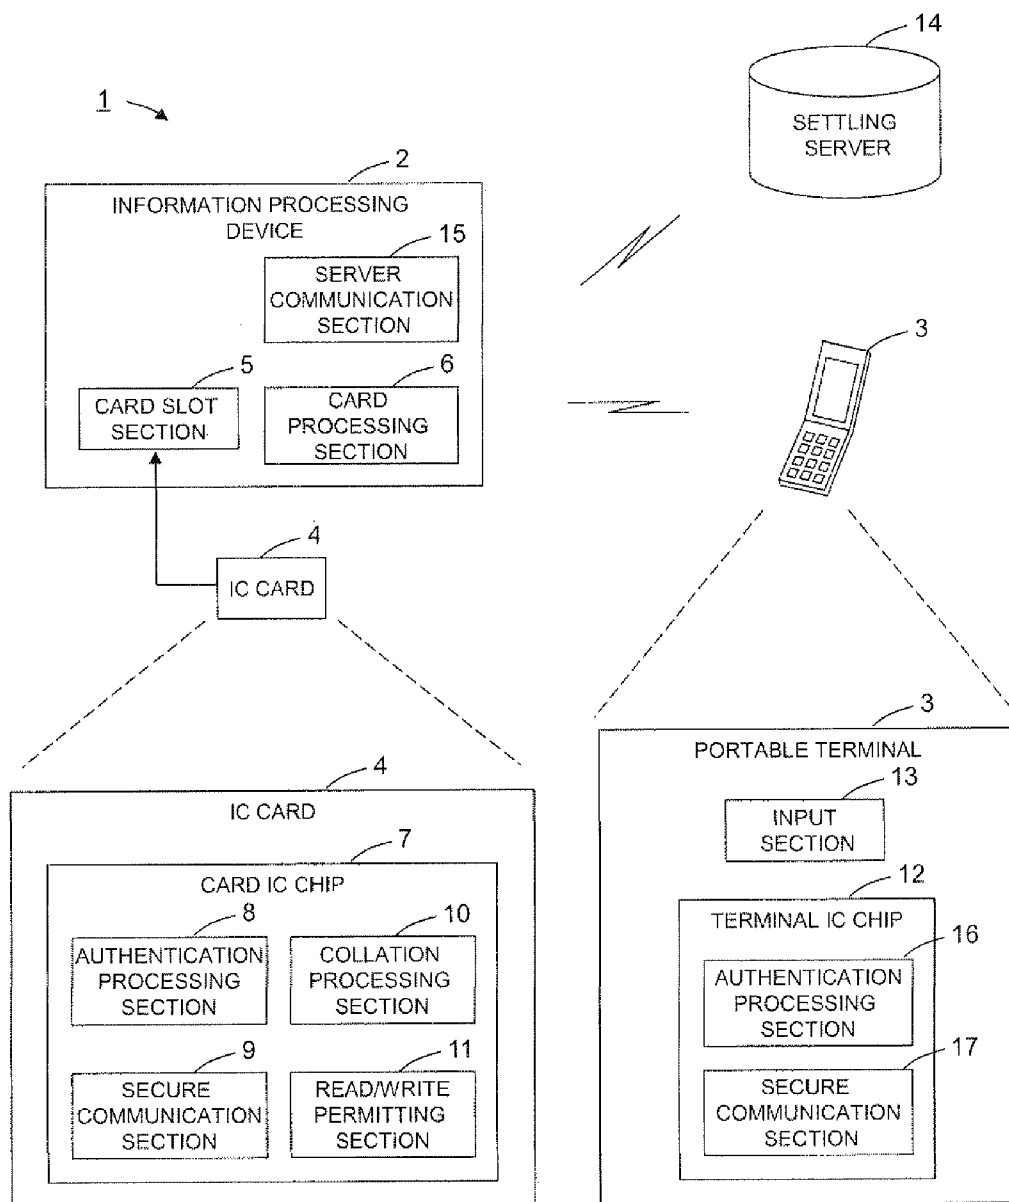 14
1
SETTLING
SERVER
2
INFORMATION PROCESSING
DEVICE
15
SERVER
COMMUNICATION
SECTION
3
5
6
CARD SLOT
SECTION
CARD
PROCESSING
SECTION
4
IC CARD
4
IC CARD
7
CARD IC CHIP
8
10
AUTHENTICATION
PROCESSING
SECTION
COLLATION
PROCESSING
SECTION
9
11
SECURE
COMMUNICATION
SECTION
READ/WRITE
PERMITTING
SECTION
3
PORTABLE TERMINAL
13
INPUT
SECTION
12
TERMINAL IC CHIP
16
AUTHENTICATION
PROCESSING
SECTION
17
SECURE
COMMUNICATION
SECTION